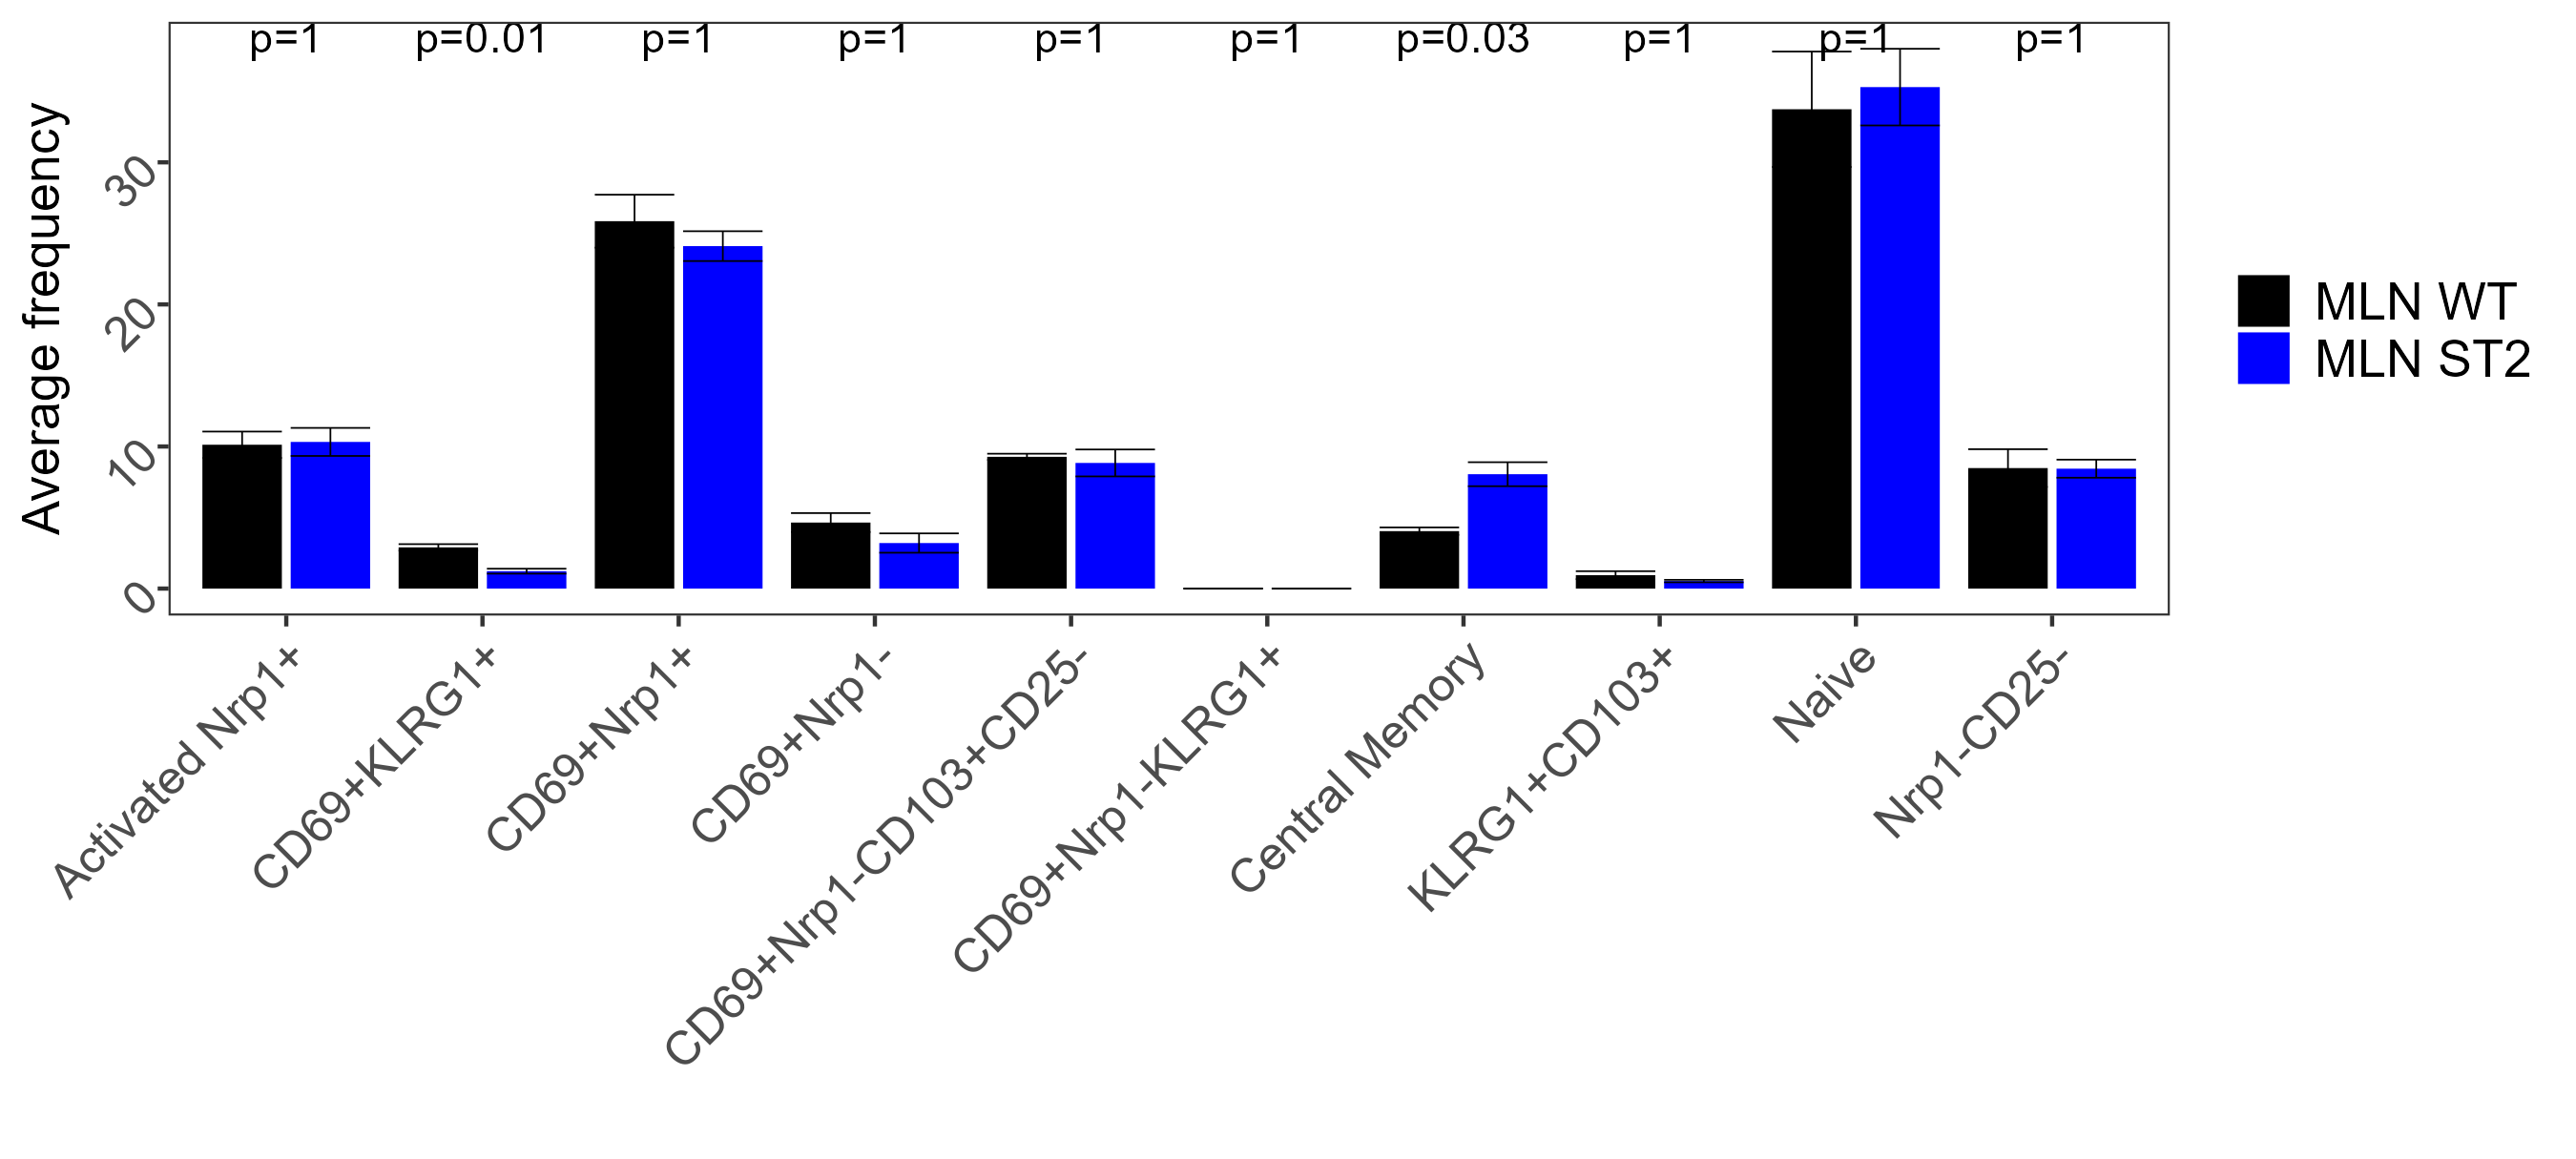 p=1
p=0.01
p=1
p=1
p=1
p=1
p=0.03
p=1
p=1
p=1
Average frequency
30
20
10
0
MLN WT
MLN ST2
Activated Nrp1+
CD69+KLRG1+
CD69+Nrp1+
CD69+Nrp1-
CD69+Nrp1-CD103+CD25-
CD69+Nrp1-KLRG1+
Central Memory
KLRG1+CD103+
Naive
Nrp1-CD25-